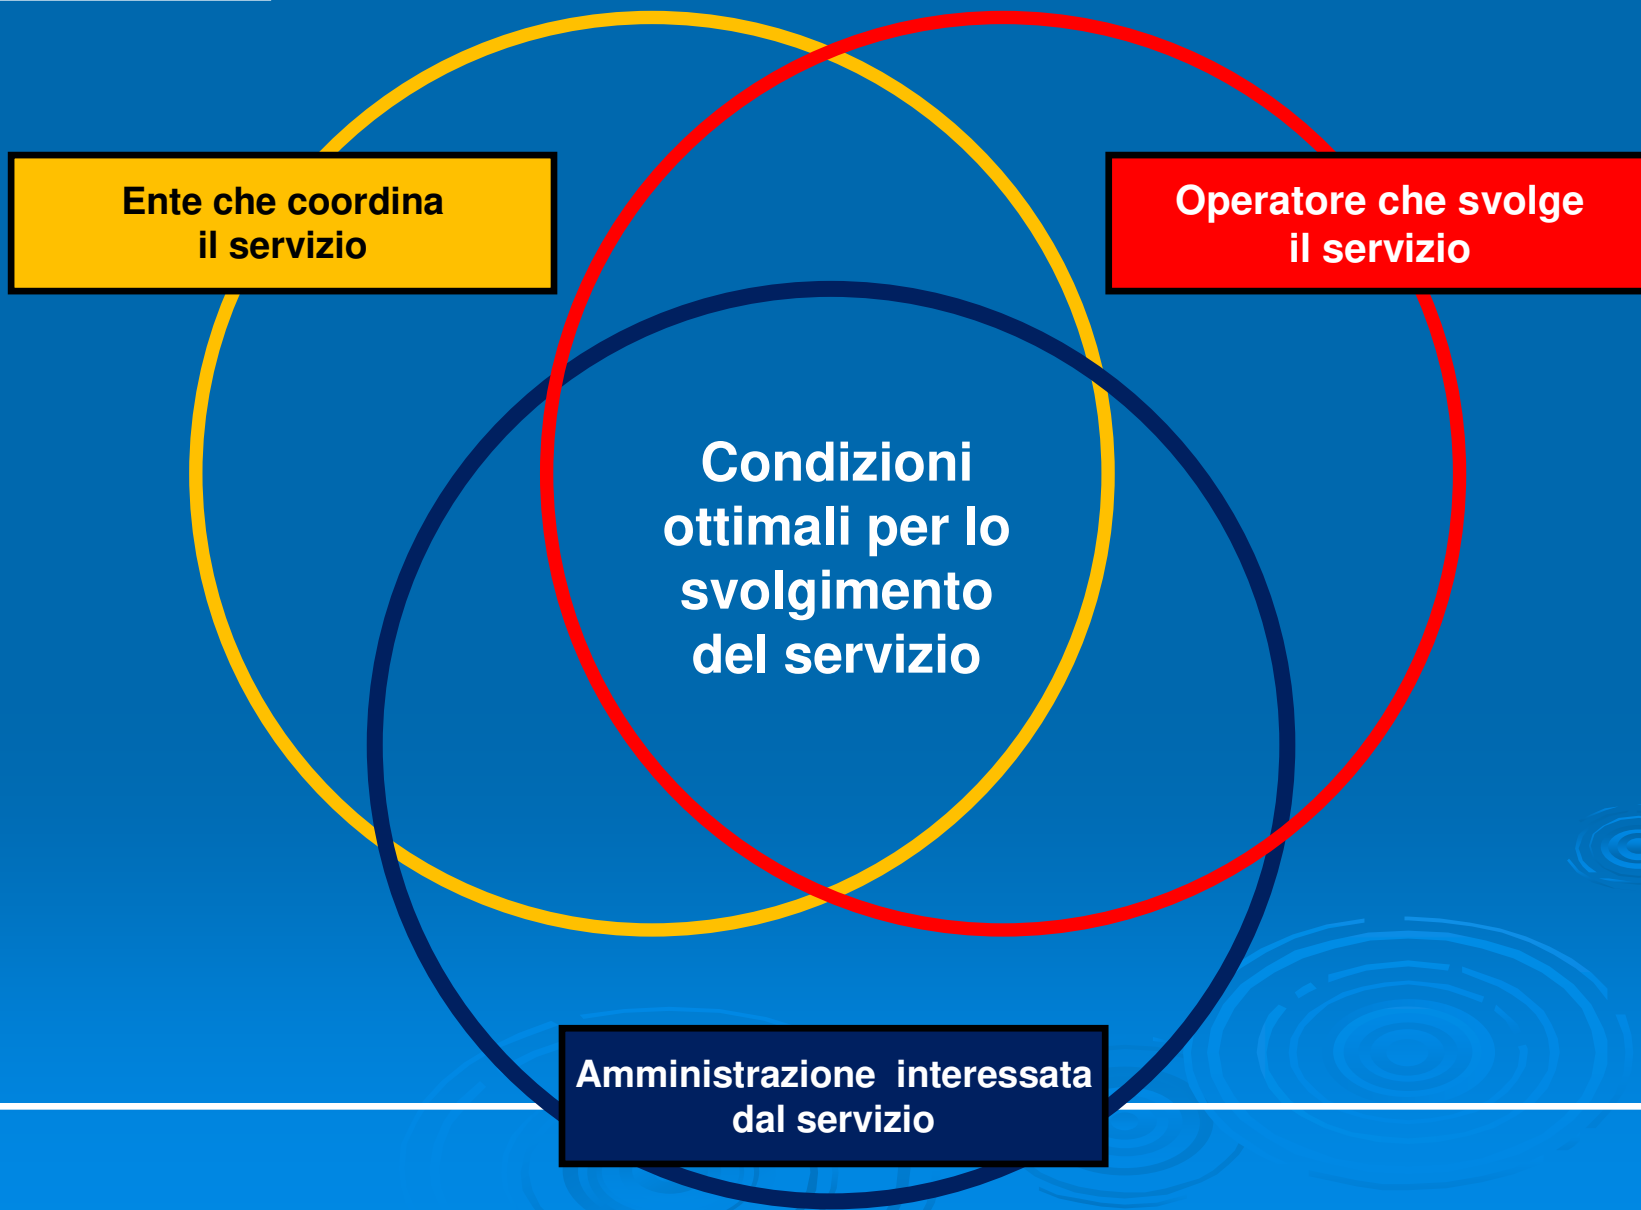 Ente che coordina
il servizio
Operatore che svolge
il servizio
Condizioni
ottimali per lo
svolgimento
del servizio
Amministrazione interessata
dal servizio